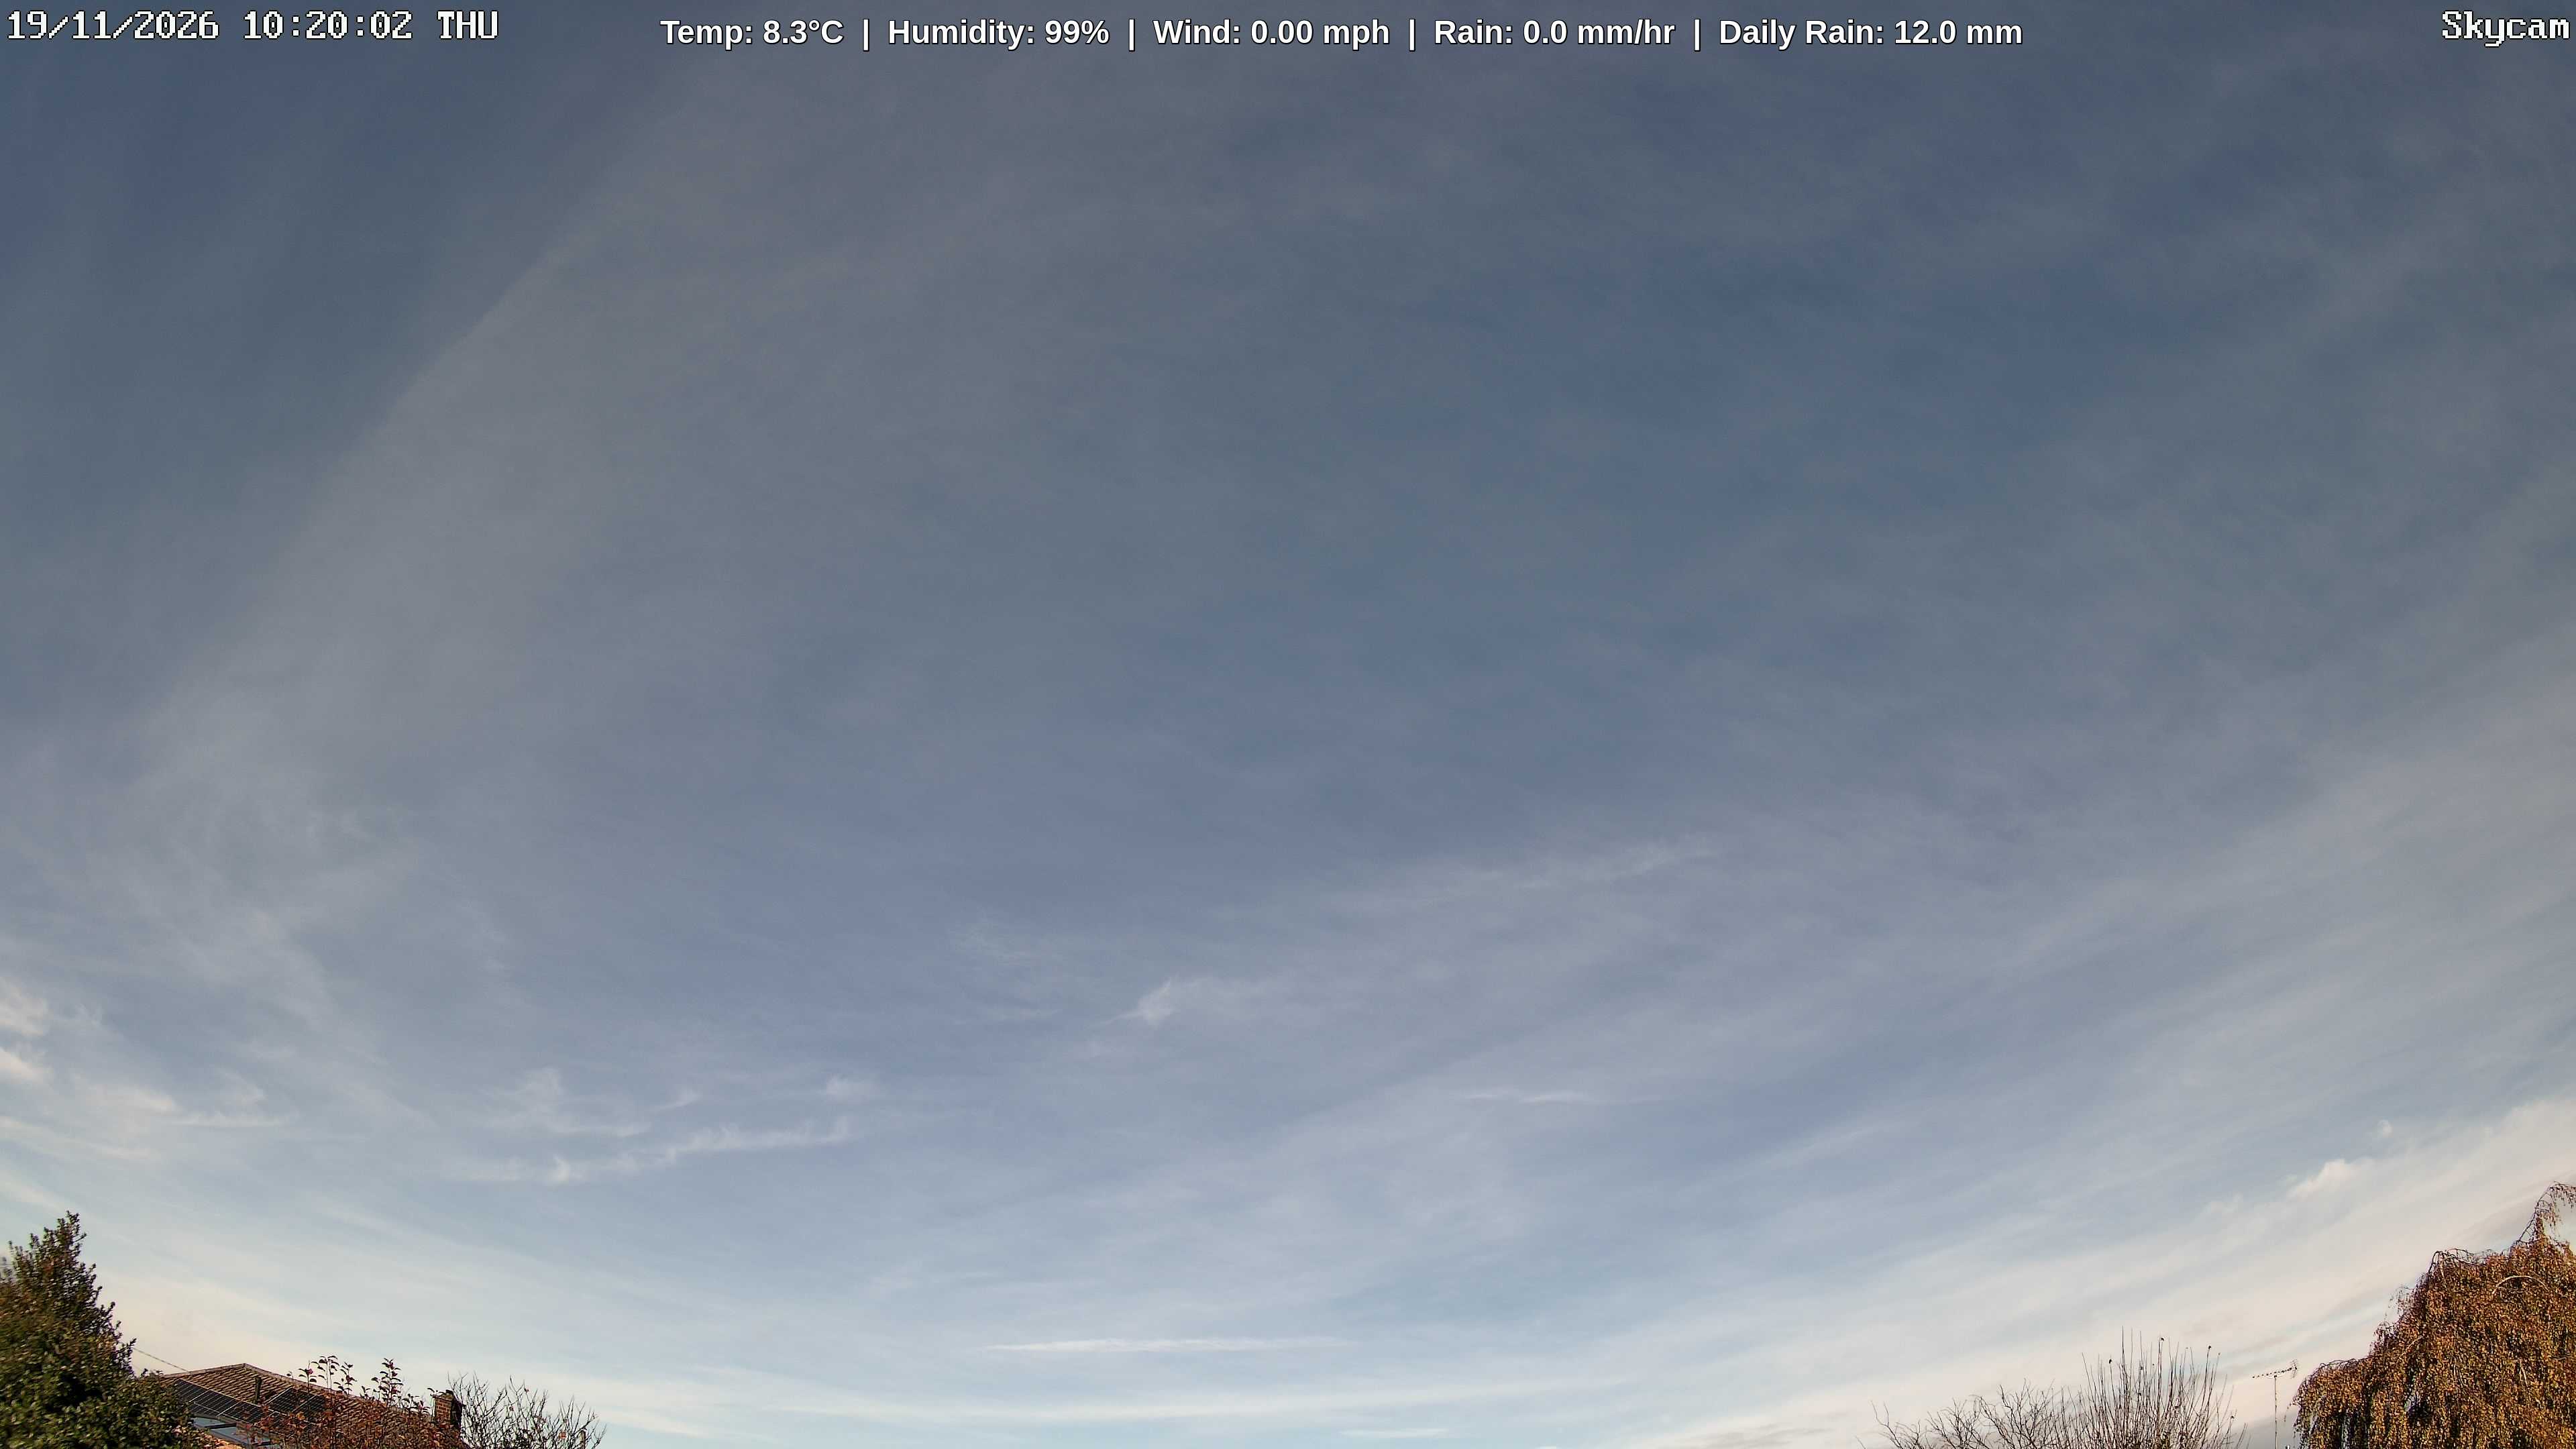 19/11/2026 10:20:02 THU
Temp: 8.3°C | Humidity: 99% | Wind: 0.00 mph | Rain: 0.0 mm/hr | Daily Rain: 12.0 mm
Skycam